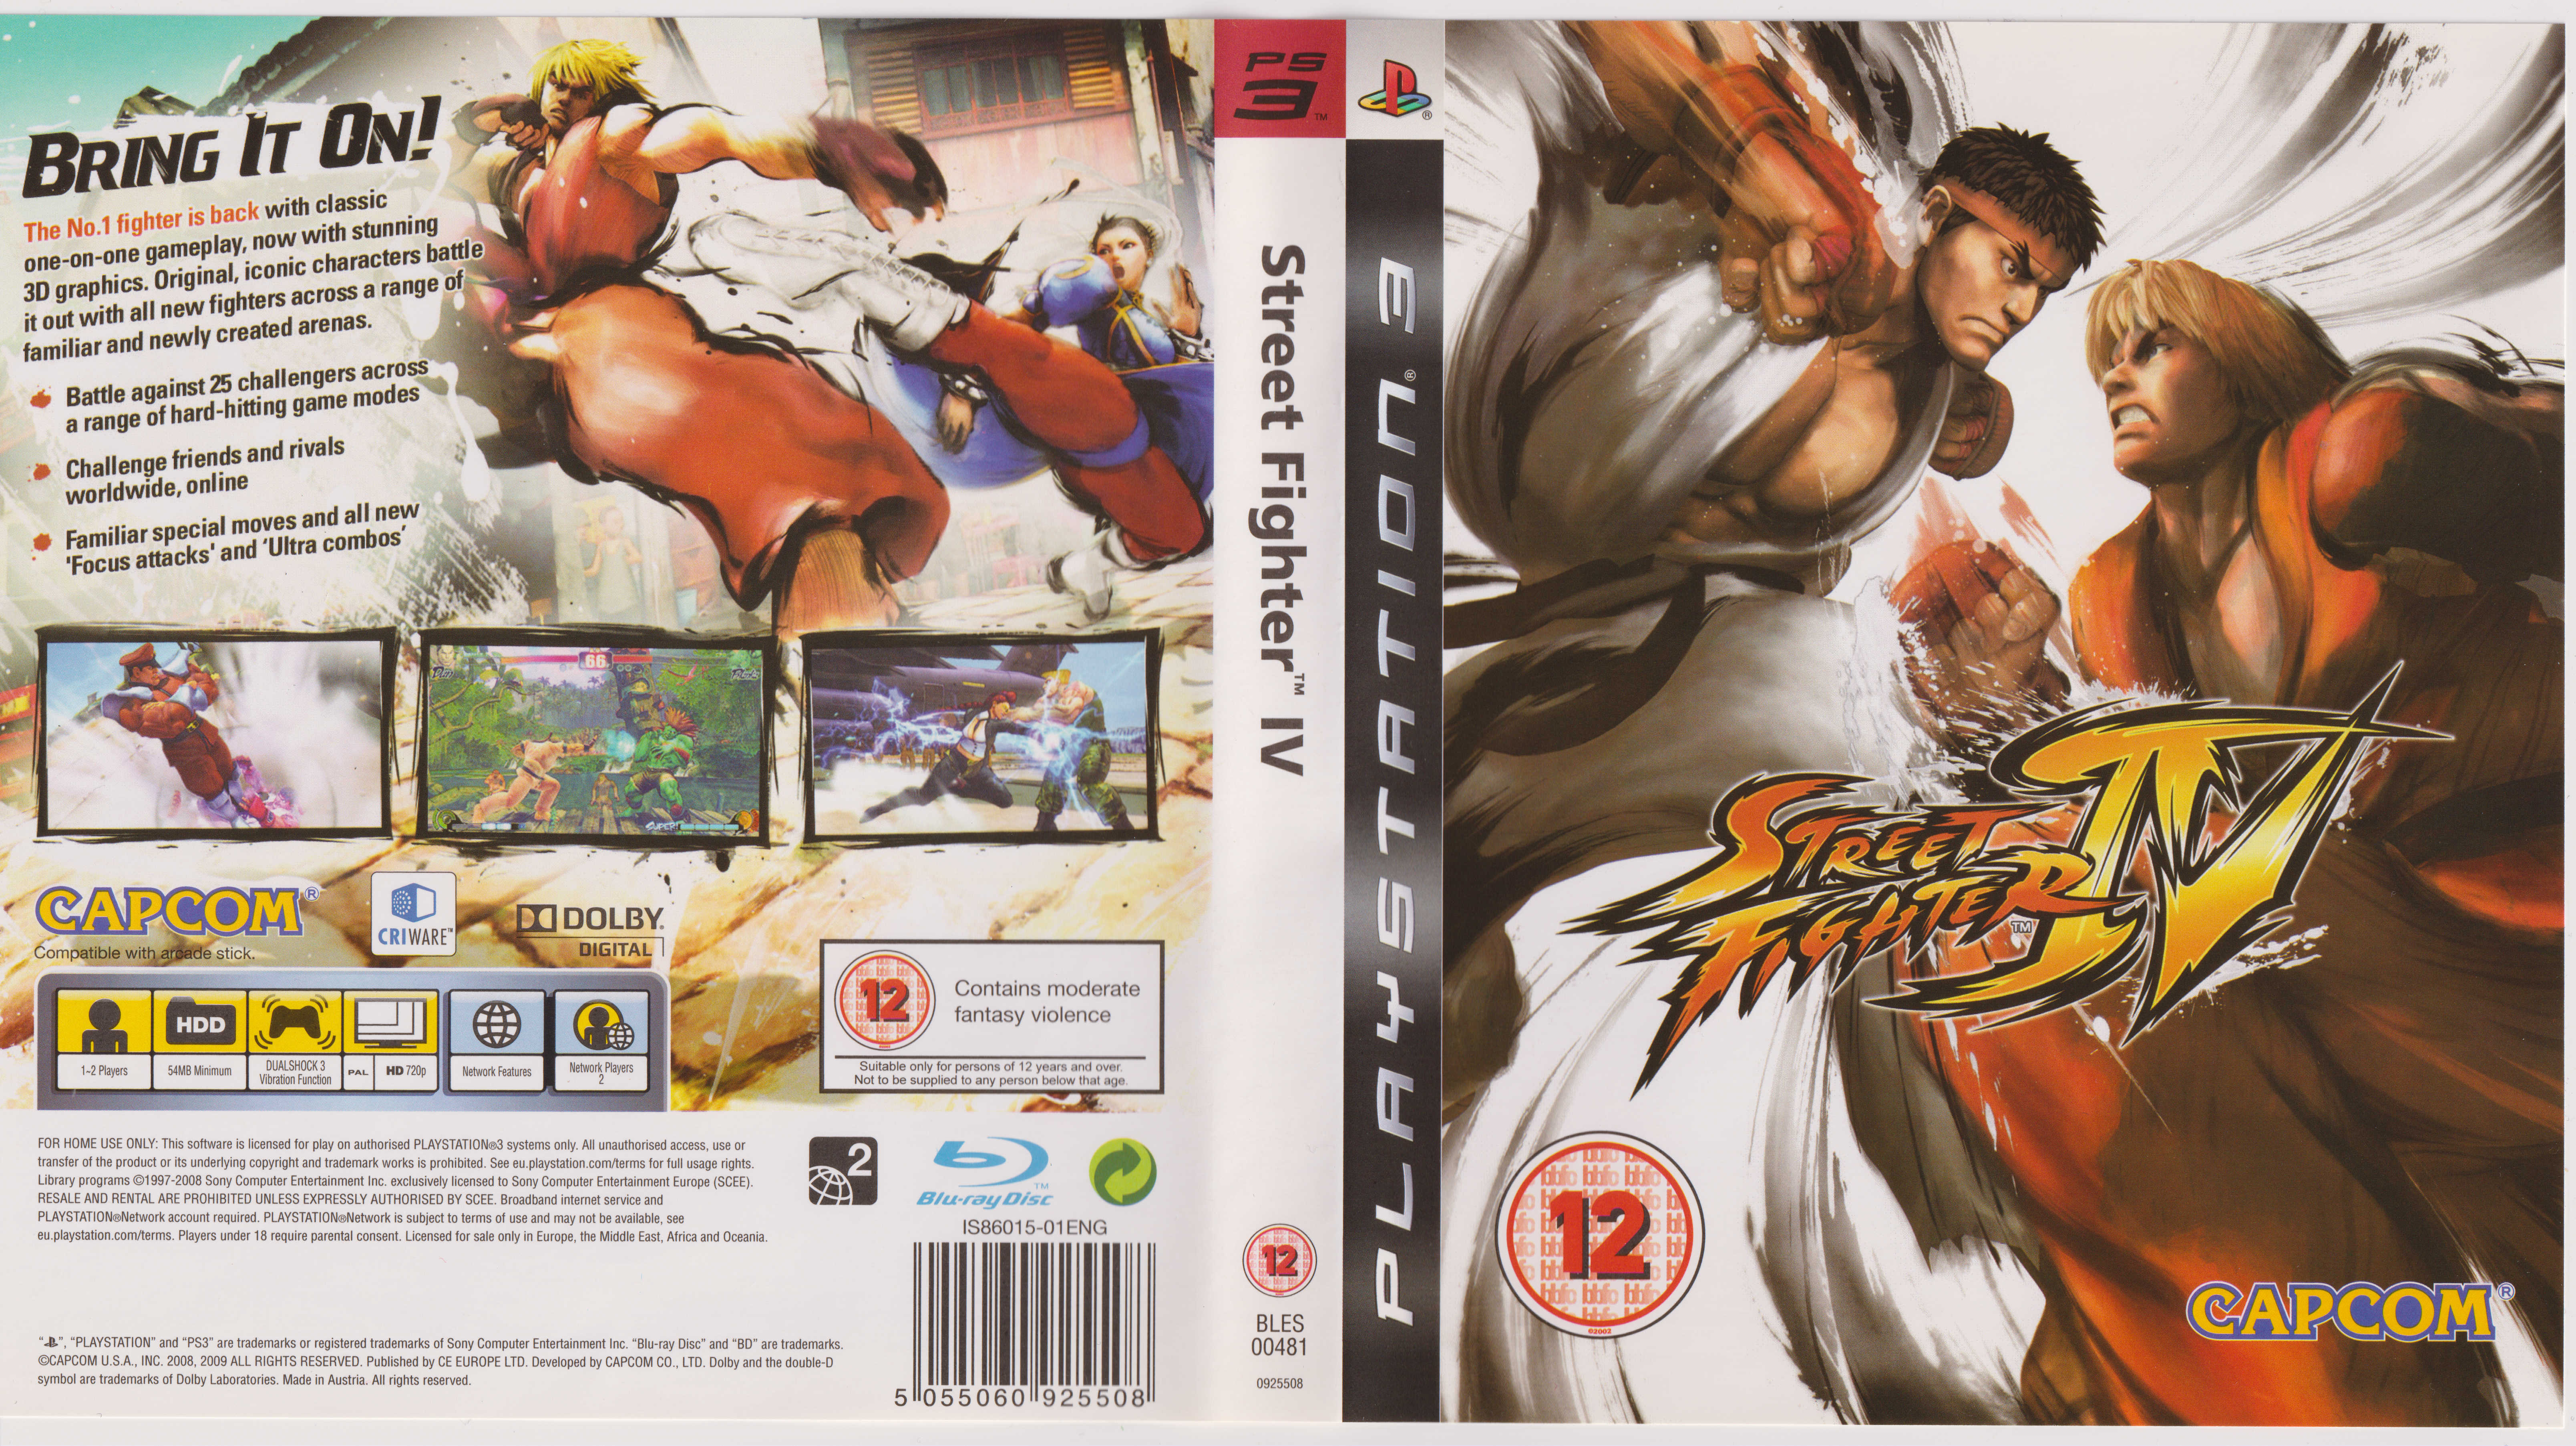 BRING IT ON!
The No.1 fighter is back with classic
one-on-one gameplay, now with stunning
3D graphics. Original, iconic characters battle
it out with all new fighters across a range of
familiar and newly created arenas.
Battle against 25 challengers across
a range of hard-hitting game modes
Challenge friends and rivals
worldwide, online
Familiar special moves and all new
'Focus attacks' and ‘Ultra combos’
66
SUPER!
CAPCOM®
Compatible with arcade stick.
CRIWARE™
DOLBY®
DIGITAL
12
Contains moderate
fantasy violence
Suitable only for persons of 12 years and over.
Not to be supplied to any person below that age.
HDD
1~2 Players
54MB Minimum
DUALSHOCK 3
Vibration Function
PAL
HD 720p
Network Features
Network Players
2
FOR HOME USE ONLY: This software is licensed for play on authorised PLAYSTATION®3 systems only. All unauthorised access, use or
transfer of the product or its underlying copyright and trademark works is prohibited. See eu.playstation.com/terms for full usage rights.
Library programs ©1997-2008 Sony Computer Entertainment Inc. exclusively licensed to Sony Computer Entertainment Europe (SCEE).
RESALE AND RENTAL ARE PROHIBITED UNLESS EXPRESSLY AUTHORISED BY SCEE. Broadband internet service and
PLAYSTATION®Network account required. PLAYSTATION®Network is subject to terms of use and may not be available, see
eu.playstation.com/terms. Players under 18 require parental consent. Licensed for sale only in Europe, the Middle East, Africa and Oceania.
2
Blu-ray Disc™
IS86015-01ENG
5 055060 925508
“PS”, “PLAYSTATION” and “PS3” are trademarks or registered trademarks of Sony Computer Entertainment Inc. “Blu-ray Disc” and “BD” are trademarks.
©CAPCOM U.S.A., INC. 2008, 2009 ALL RIGHTS RESERVED. Published by CE EUROPE LTD. Developed by CAPCOM CO., LTD. Dolby and the double-D
symbol are trademarks of Dolby Laboratories. Made in Austria. All rights reserved.
PS3™
Street Fighter™ IV
12
BLES
00481
0925508
PLAYSTATION®3
STREET
FIGHTER™ IV
bbfc
12
©2002
CAPCOM®